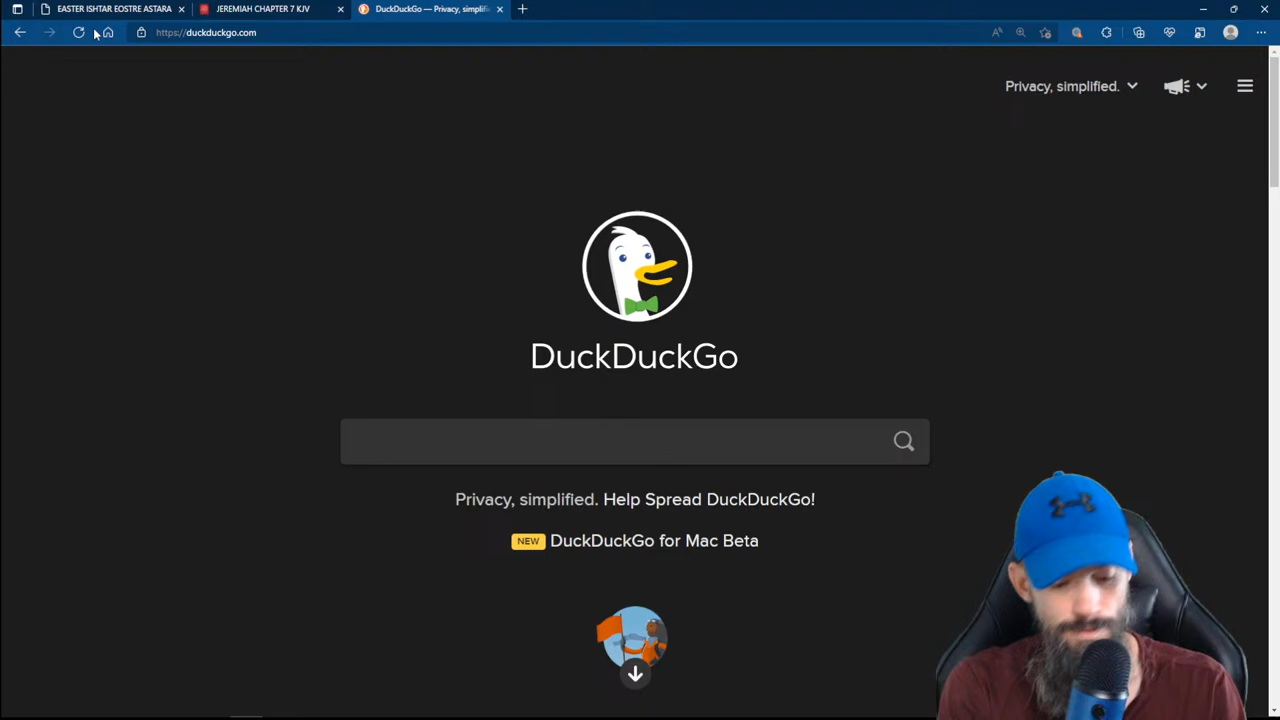 EASTER ISHTAR EOSTRE ASTARA
JEREMIAH CHAPTER 7 KJV
DuckDuckGo — Privacy, simplifi
https://duckduckgo.com
Privacy, simplified.
DuckDuckGo
Privacy, simplified. Help Spread DuckDuckGo!
NEW DuckDuckGo for Mac Beta